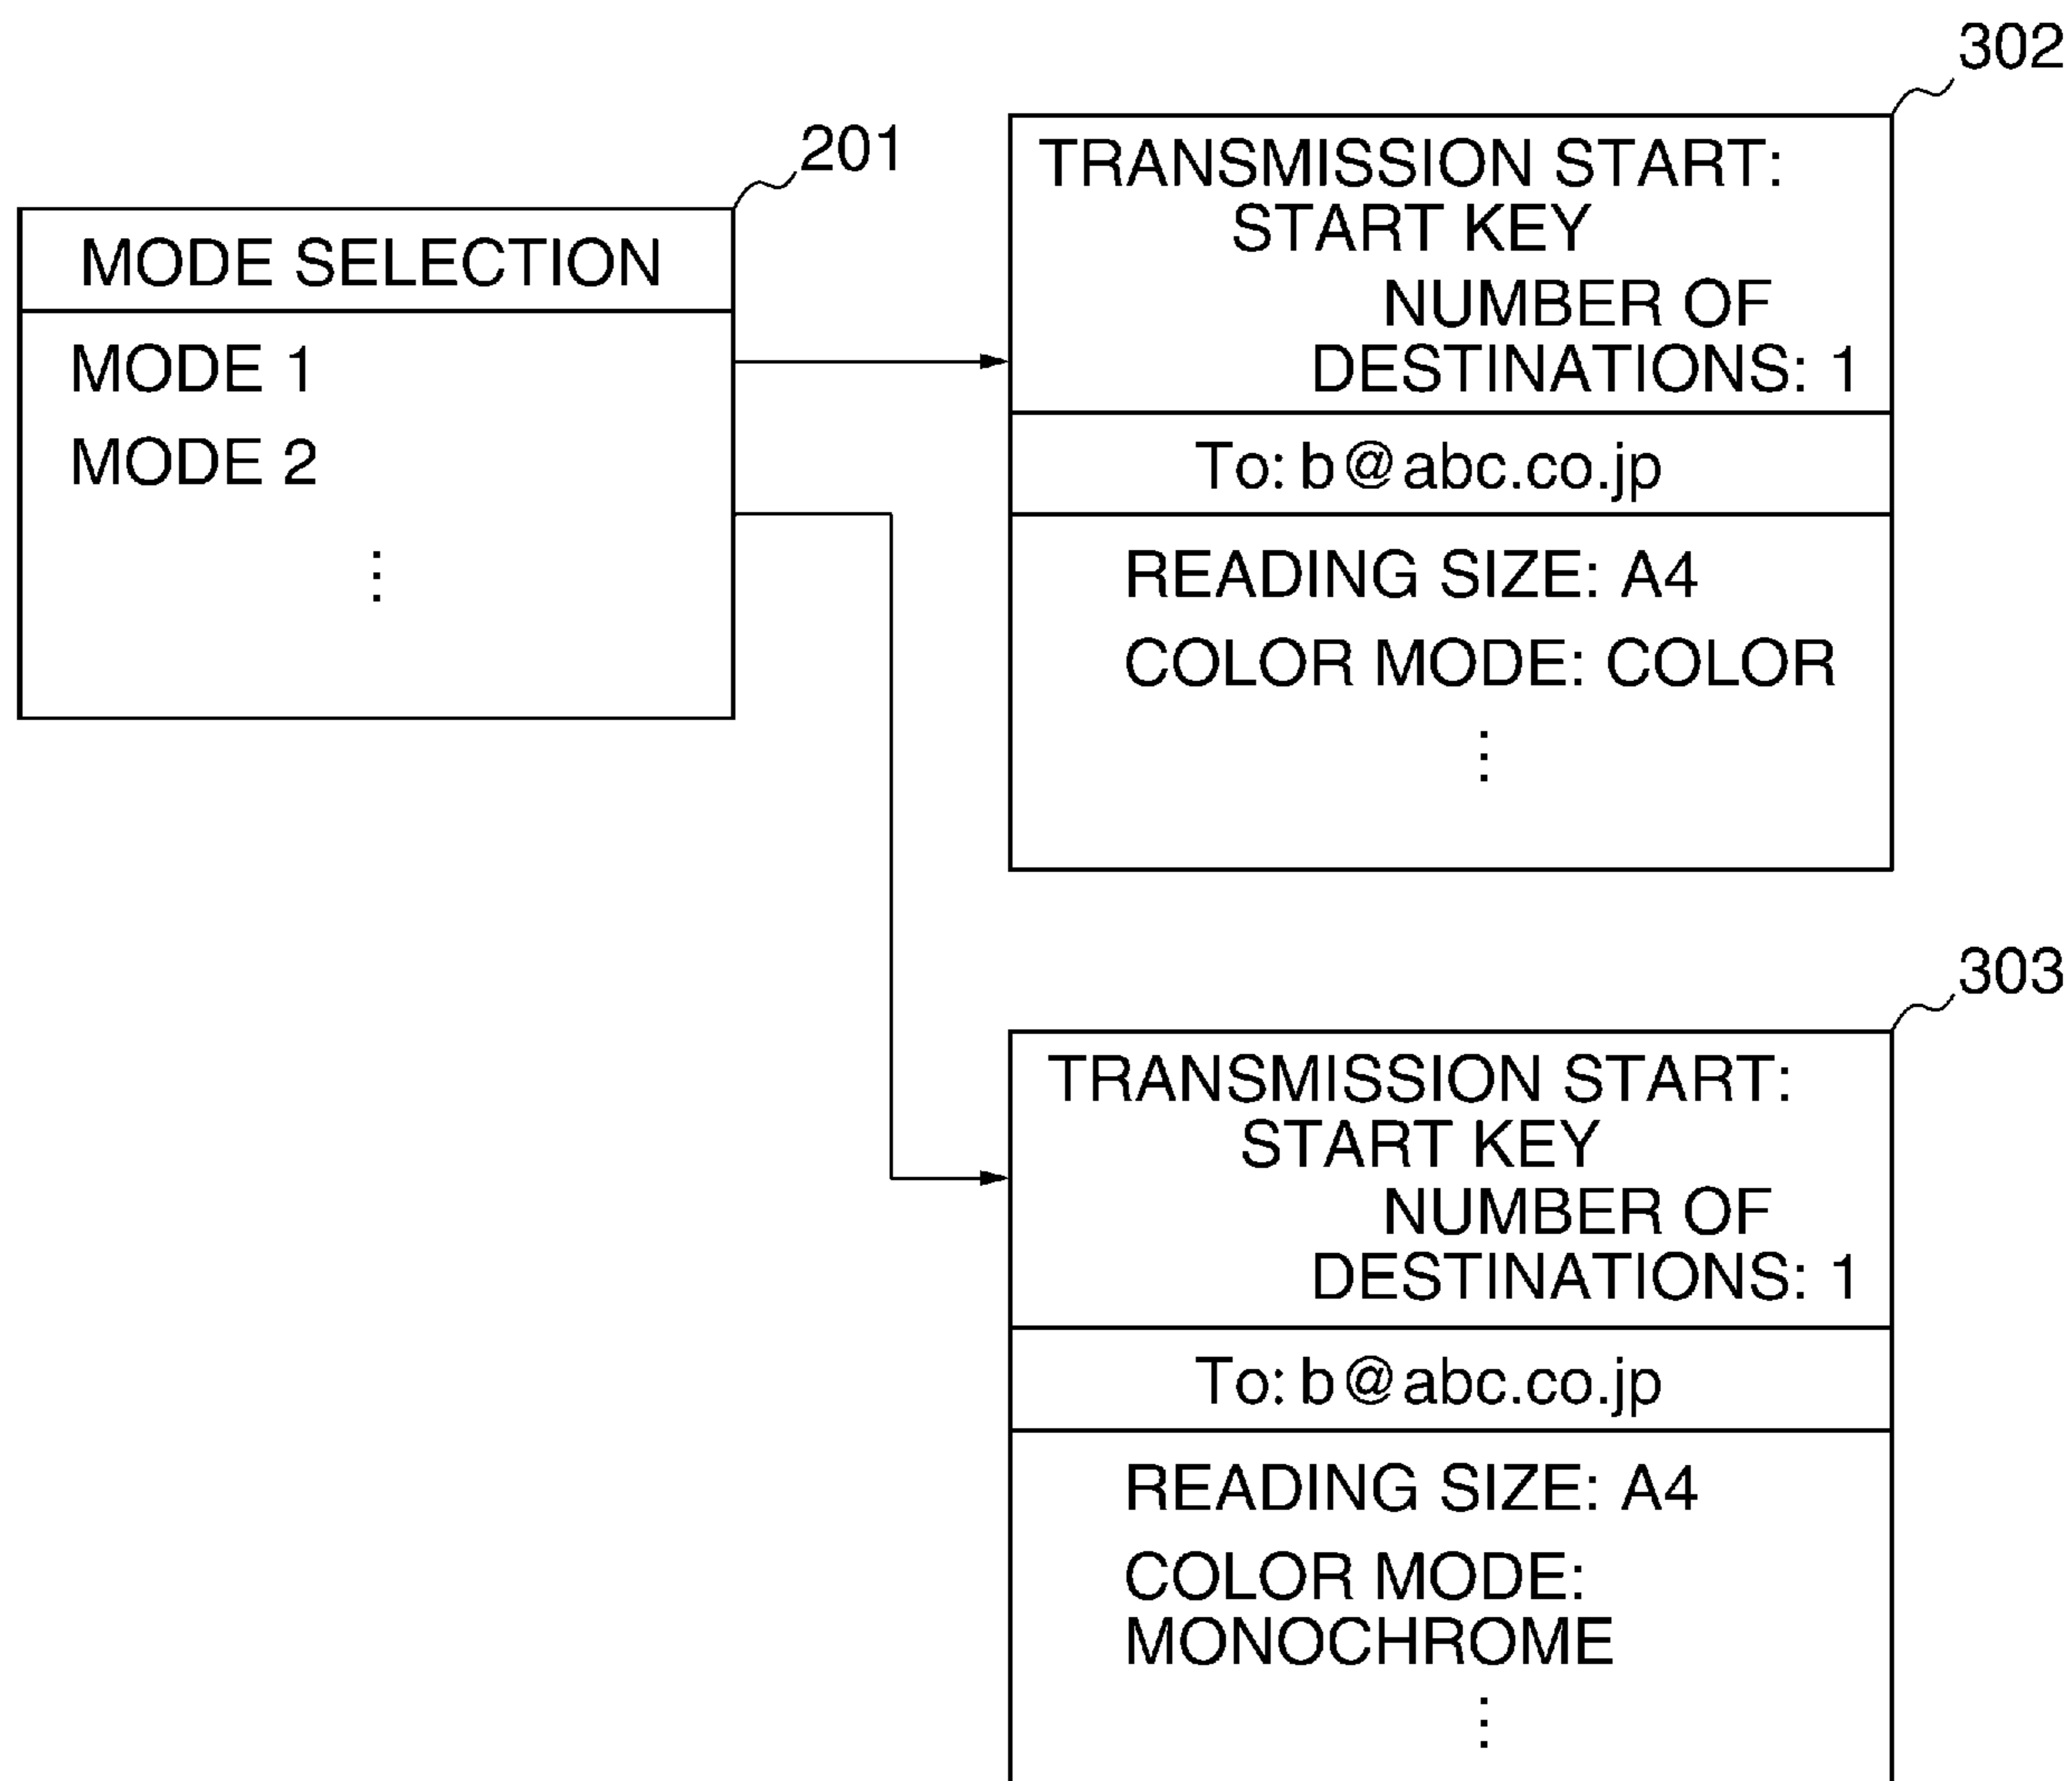 201
MODE SELECTION
MODE 1
MODE 2
⋮
302
TRANSMISSION START:
START KEY
NUMBER OF
DESTINATIONS: 1
To: b@abc.co.jp
READING SIZE: A4
COLOR MODE: COLOR
⋮
303
TRANSMISSION START:
START KEY
NUMBER OF
DESTINATIONS: 1
To: b@abc.co.jp
READING SIZE: A4
COLOR MODE:
MONOCHROME
⋮